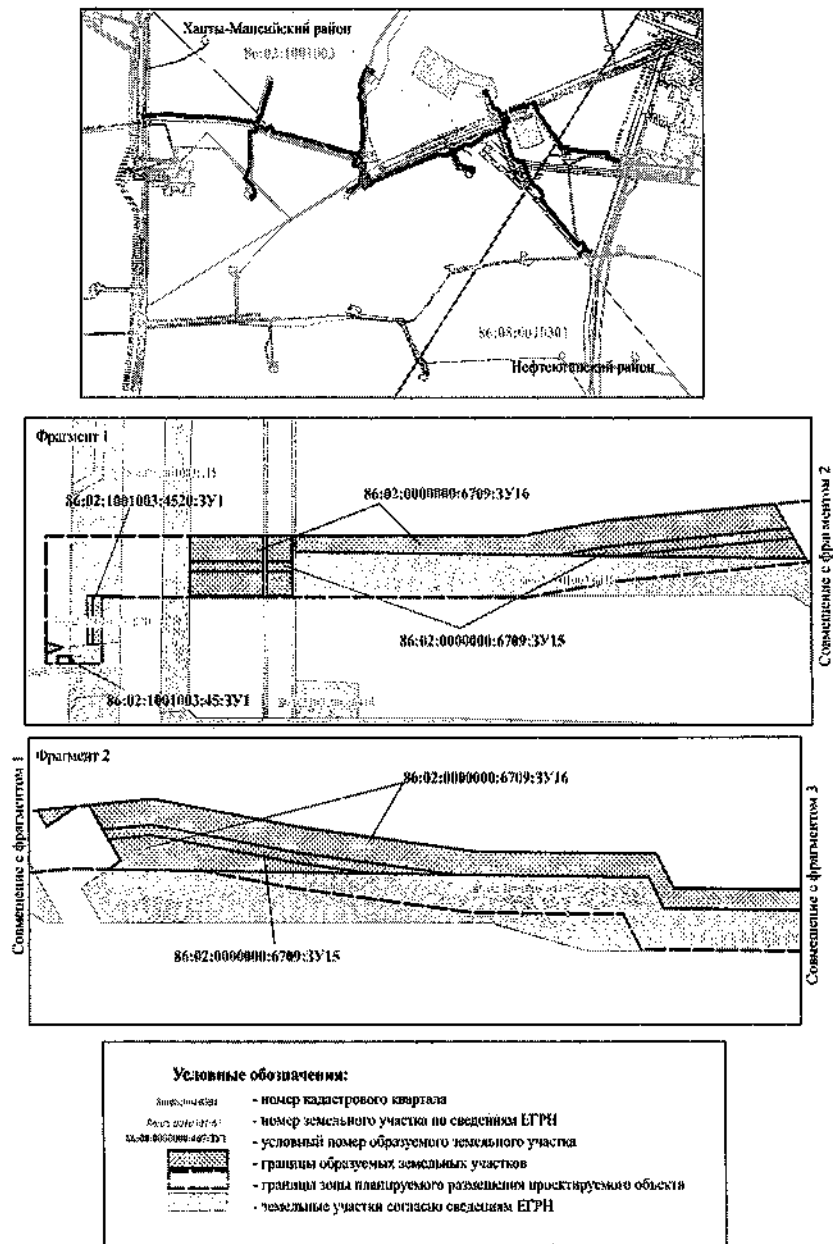 Ханты-Мансийский район
86:02:1001003
86:08:0010301
Нефтеюганский район
Фрагмент 1
86:02:1001003:4520:ЗУ1
86:02:0000000:6709:ЗУ16
86:02:0000000:6709:ЗУ15
86:02:1001003:45:ЗУ1
Совмещение с фрагментом 2
Фрагмент 2
Совмещение с фрагментом 1
86:02:0000000:6709:ЗУ16
86:02:0000000:6709:ЗУ15
Совмещение с фрагментом 3
Условные обозначения:
- номер кадастрового квартала
- номер земельного участка по сведениям ЕГРН
- условный номер образуемого земельного участка
- границы образуемых земельных участков
- границы зоны планируемого размещения проектируемого объекта
- земельные участки согласно сведениям ЕГРН